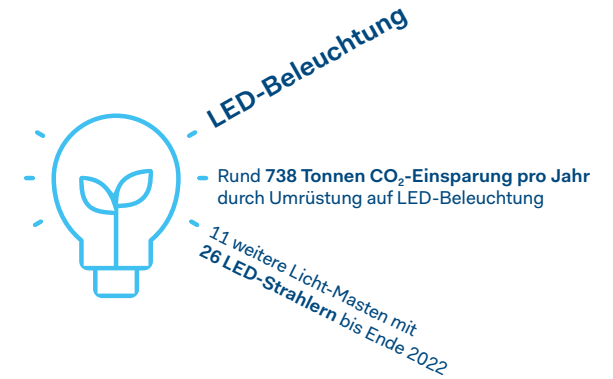 LED-Beleuchtung
Rund 738 Tonnen CO₂-Einsparung pro Jahr
durch Umrüstung auf LED-Beleuchtung
11 weitere Licht-Masten mit
26 LED-Strahlern bis Ende 2022